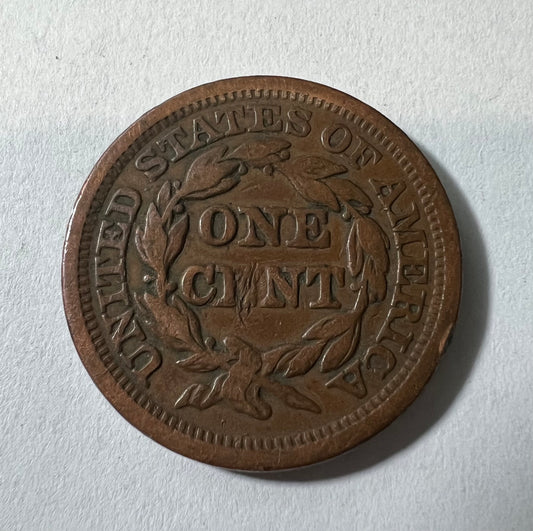 UNITED STATES OF AMERICA
ONE
CENT